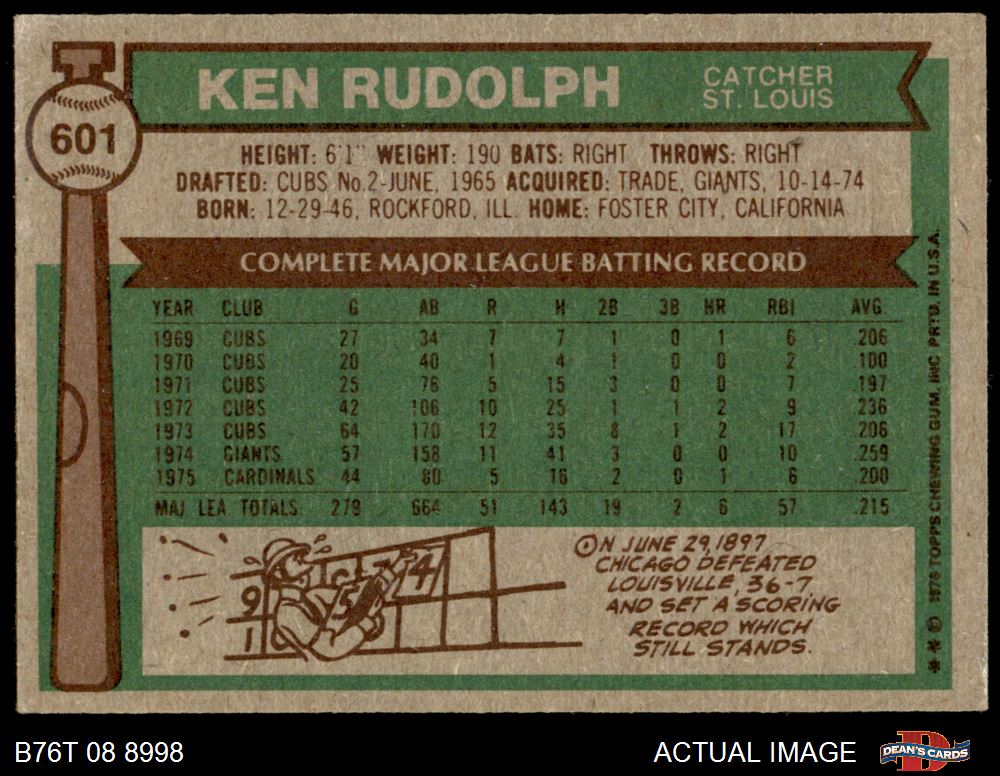 601
KEN RUDOLPH
CATCHER
ST. LOUIS
HEIGHT: 6'1" WEIGHT: 190 BATS: RIGHT THROWS: RIGHT
DRAFTED: CUBS No.2-JUNE, 1965 ACQUIRED: TRADE, GIANTS, 10-14-74
BORN: 12-29-46, ROCKFORD, ILL. HOME: FOSTER CITY, CALIFORNIA
COMPLETE MAJOR LEAGUE BATTING RECORD
YEAR CLUB G AB R H 2B 3B HR RBI AVG.
1969 CUBS 27 34 7 7 1 0 1 6 .206
1970 CUBS 20 40 1 4 1 0 0 2 .100
1971 CUBS 25 76 5 15 3 0 0 7 .197
1972 CUBS 42 106 10 25 1 1 2 9 .236
1973 CUBS 64 170 12 35 8 1 2 17 .206
1974 GIANTS 57 158 11 41 3 0 0 10 .259
1975 CARDINALS 44 80 5 16 2 0 1 6 .200
MAJ. LEA. TOTALS 279 664 51 143 19 2 6 57 .215
9
1
5
4
ON JUNE 29, 1897
CHICAGO DEFEATED
LOUISVILLE, 36-7,
AND SET A SCORING
RECORD WHICH
STILL STANDS.
** © 1976 TOPPS CHEWING GUM, INC. PRTD. IN U.S.A.
B76T 08 8998
ACTUAL IMAGE
D
DEAN'S CARDS